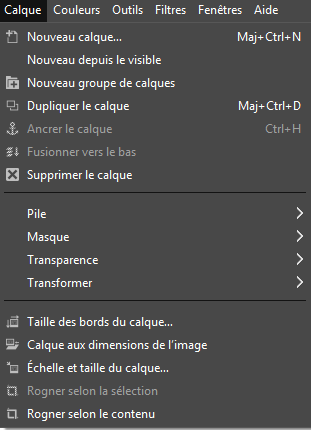 Calque Couleurs Outils Filtres Fenêtres Aide
Nouveau calque... Maj+Ctrl+N
Nouveau depuis le visible
Nouveau groupe de calques
Dupliquer le calque Maj+Ctrl+D
Ancrer le calque Ctrl+H
Fusionner vers le bas
Supprimer le calque
Pile
Masque
Transparence
Transformer
Taille des bords du calque...
Calque aux dimensions de l'image
Échelle et taille du calque...
Rogner selon la sélection
Rogner selon le contenu